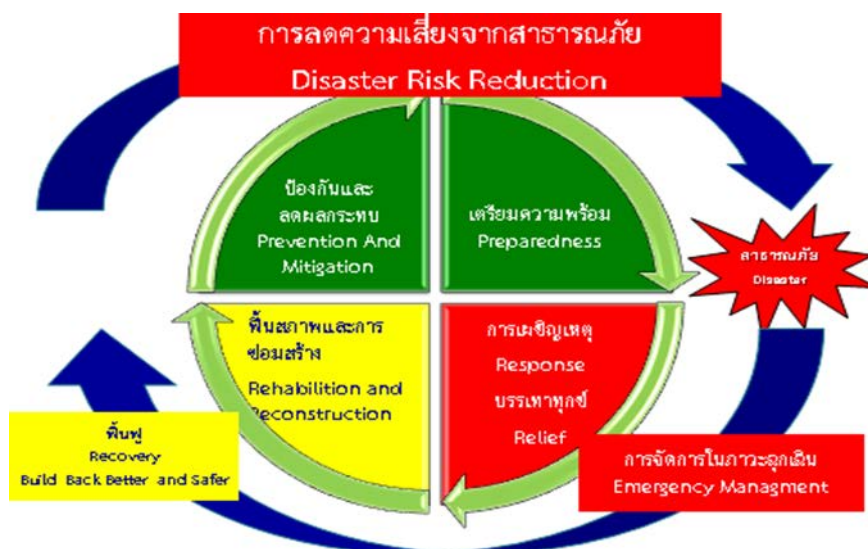 การลดความเสี่ยงจากสาธารณภัย
Disaster Risk Reduction
ป้องกันและ
ลดผลกระทบ
Prevention And
Mitigation
เตรียมความพร้อม
Preparedness
สาธารณภัย
Disaster
ฟื้นสภาพและการ
ซ่อมสร้าง
Rehabilition and
Reconstruction
การเผชิญเหตุ
Response
บรรเทาทุกข์
Relief
ฟื้นฟู
Recovery
Build Back Better and Safer
การจัดการในภาวะฉุกเฉิน
Emergency Managment